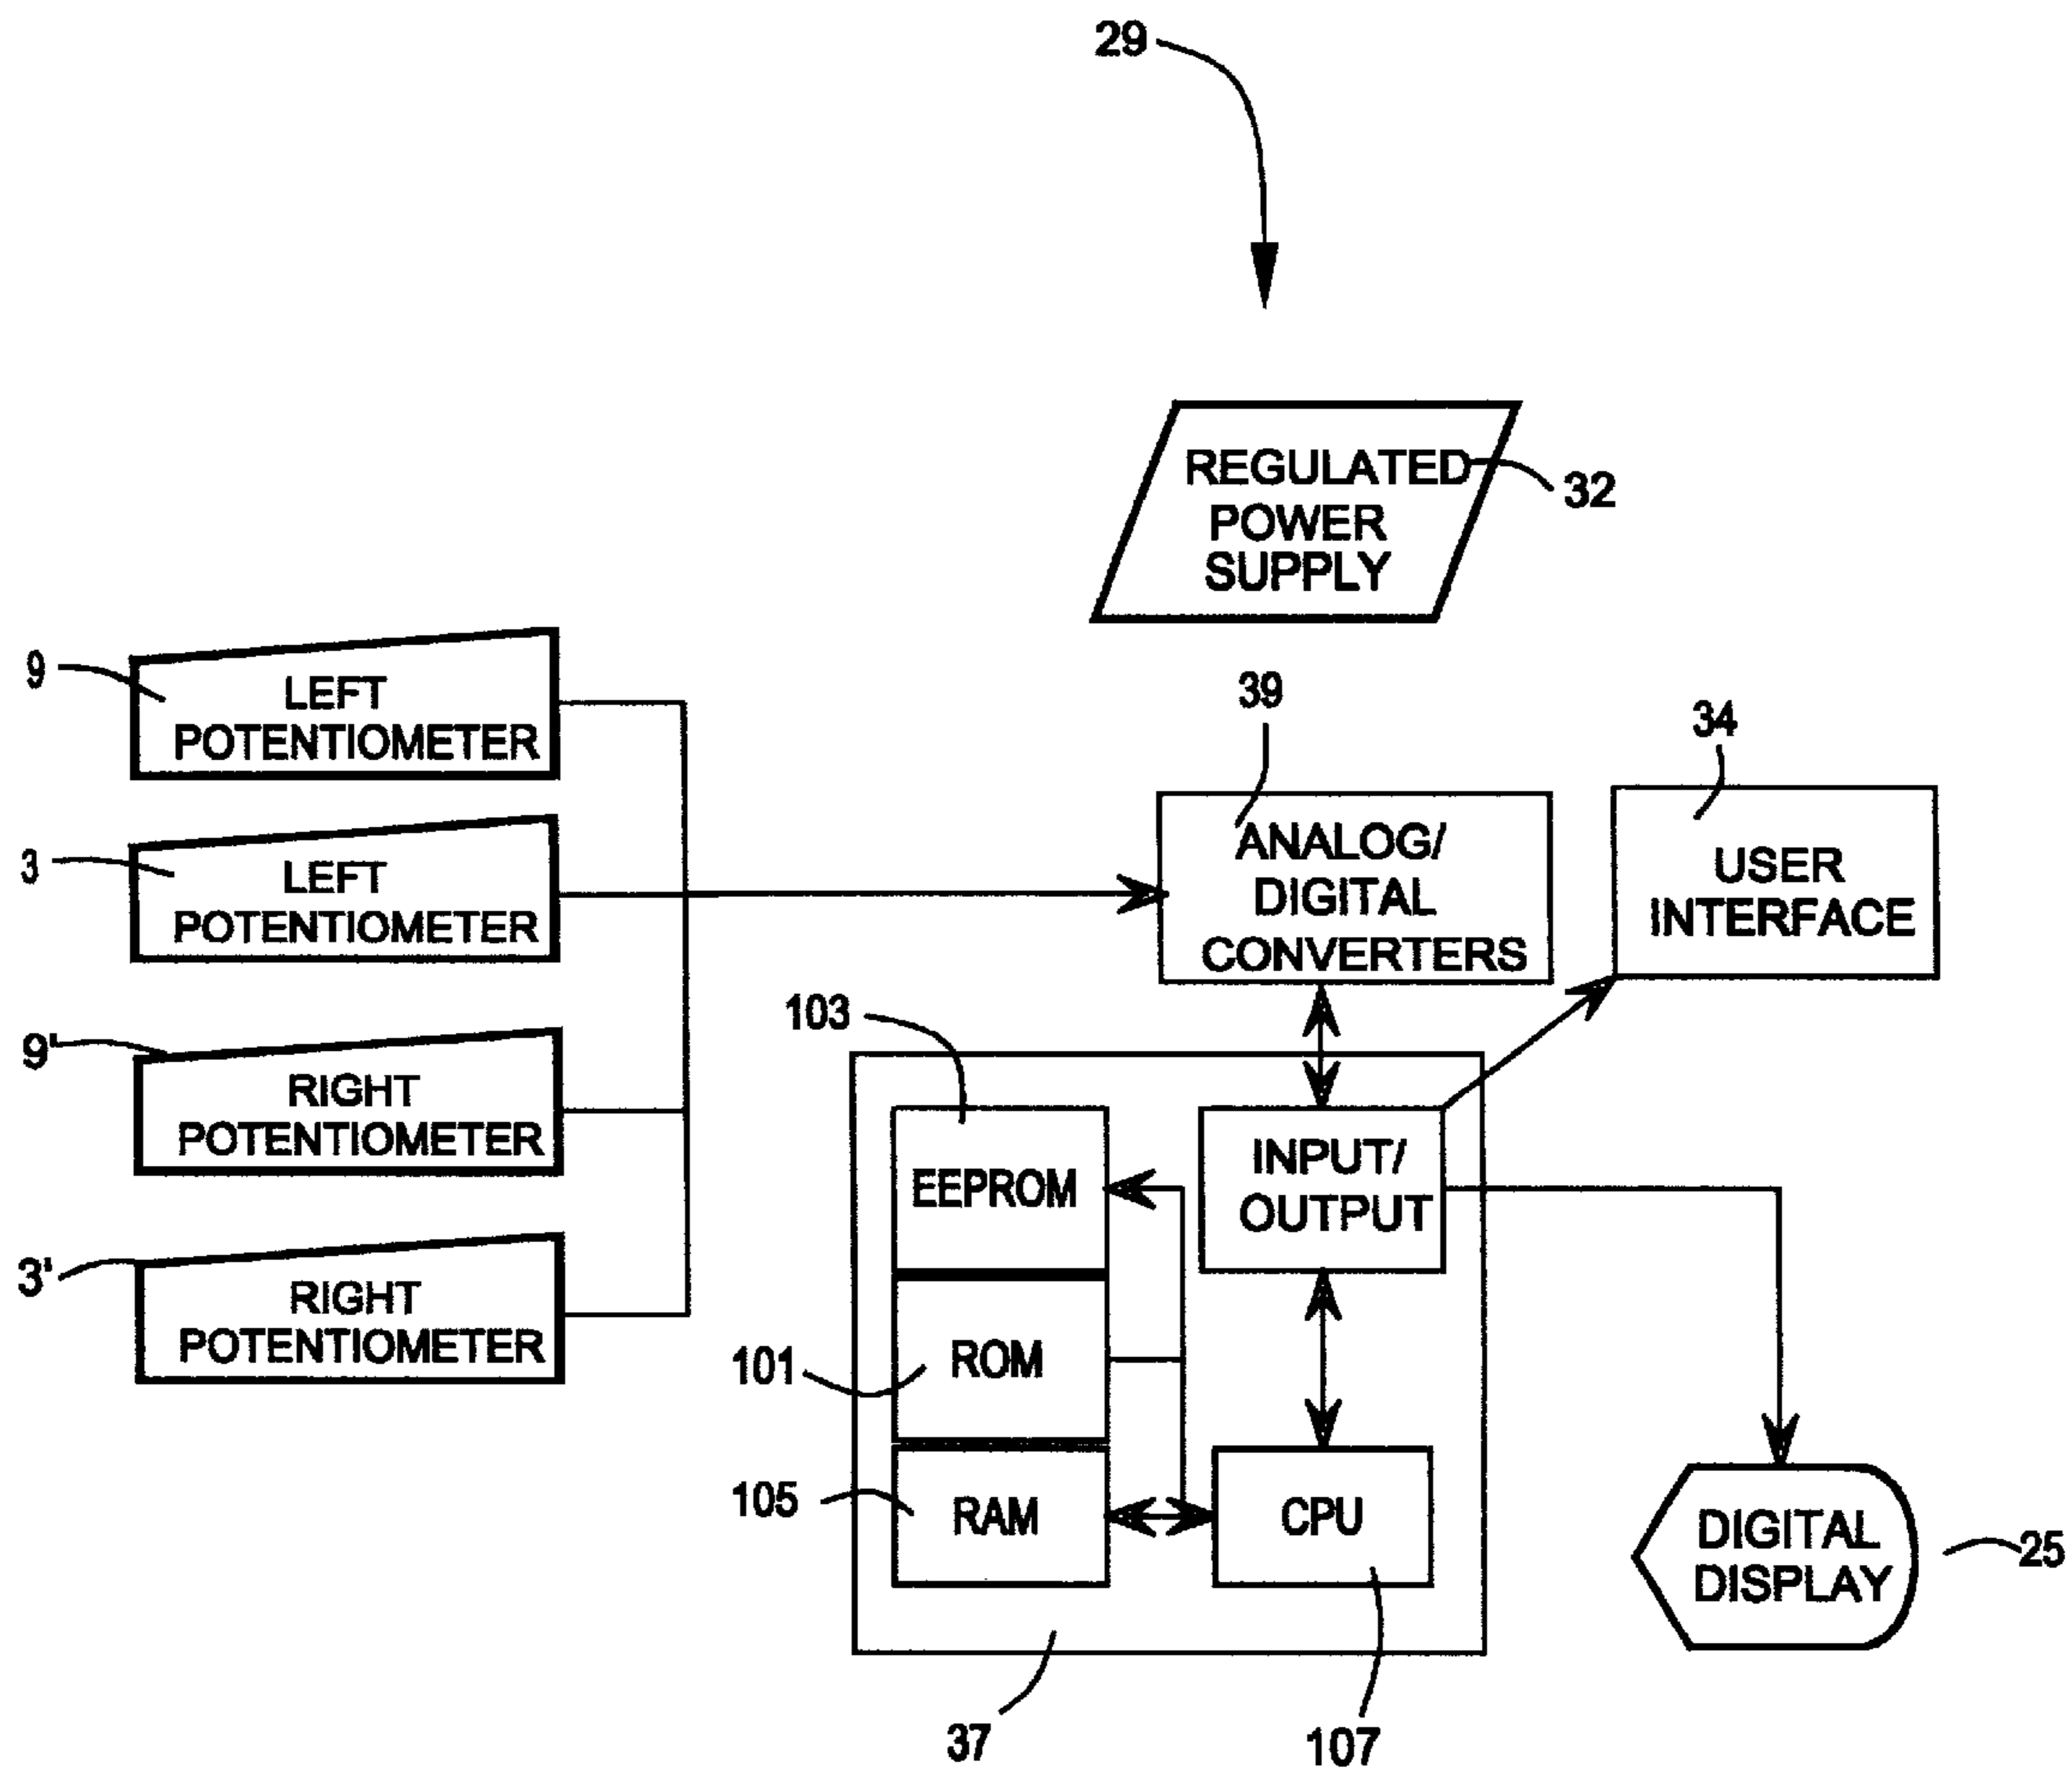 29
REGULATED
POWER
SUPPLY
32
9
LEFT
POTENTIOMETER
3
LEFT
POTENTIOMETER
9'
RIGHT
POTENTIOMETER
3'
RIGHT
POTENTIOMETER
39
ANALOG/
DIGITAL
CONVERTERS
34
USER
INTERFACE
103
EEPROM
INPUT/
OUTPUT
101
ROM
105
RAM
CPU
DIGITAL
DISPLAY
25
37
107